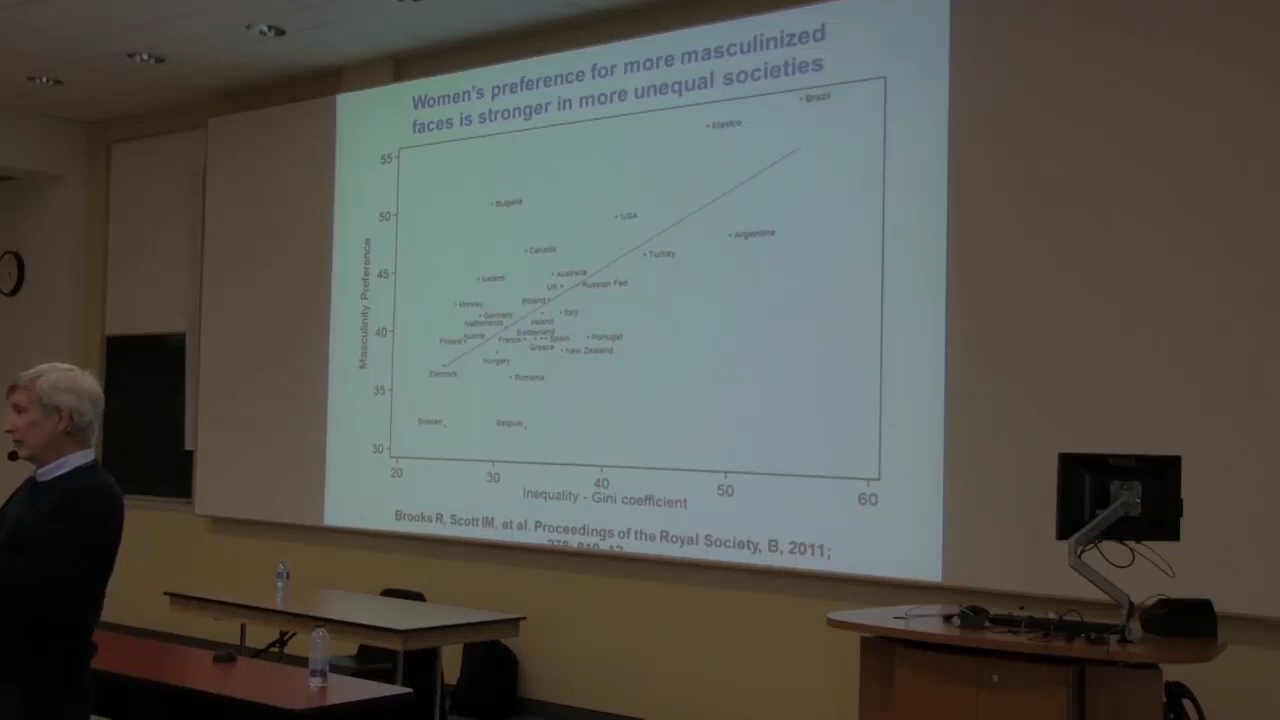 Women's preference for more masculinized
faces is stronger in more unequal societies
Brazil
Mexico
55
Bulgaria
USA
50
Argentina
Canada
Turkey
45
Australia
Iceland
UK
Russian Fed
Poland
Norway
Italy
Germany
Ireland
Netherlands
40
Switzerland
Austria
Finland
France
Spain
Portugal
Greece
New Zealand
Hungary
Denmark
Romania
35
Sweden
Belgium
30
20
30
40
50
60
Masculinity Preference
Inequality - Gini coefficient
Brooks R, Scott IM, et al. Proceedings of the Royal Society, B, 2011;
DELL